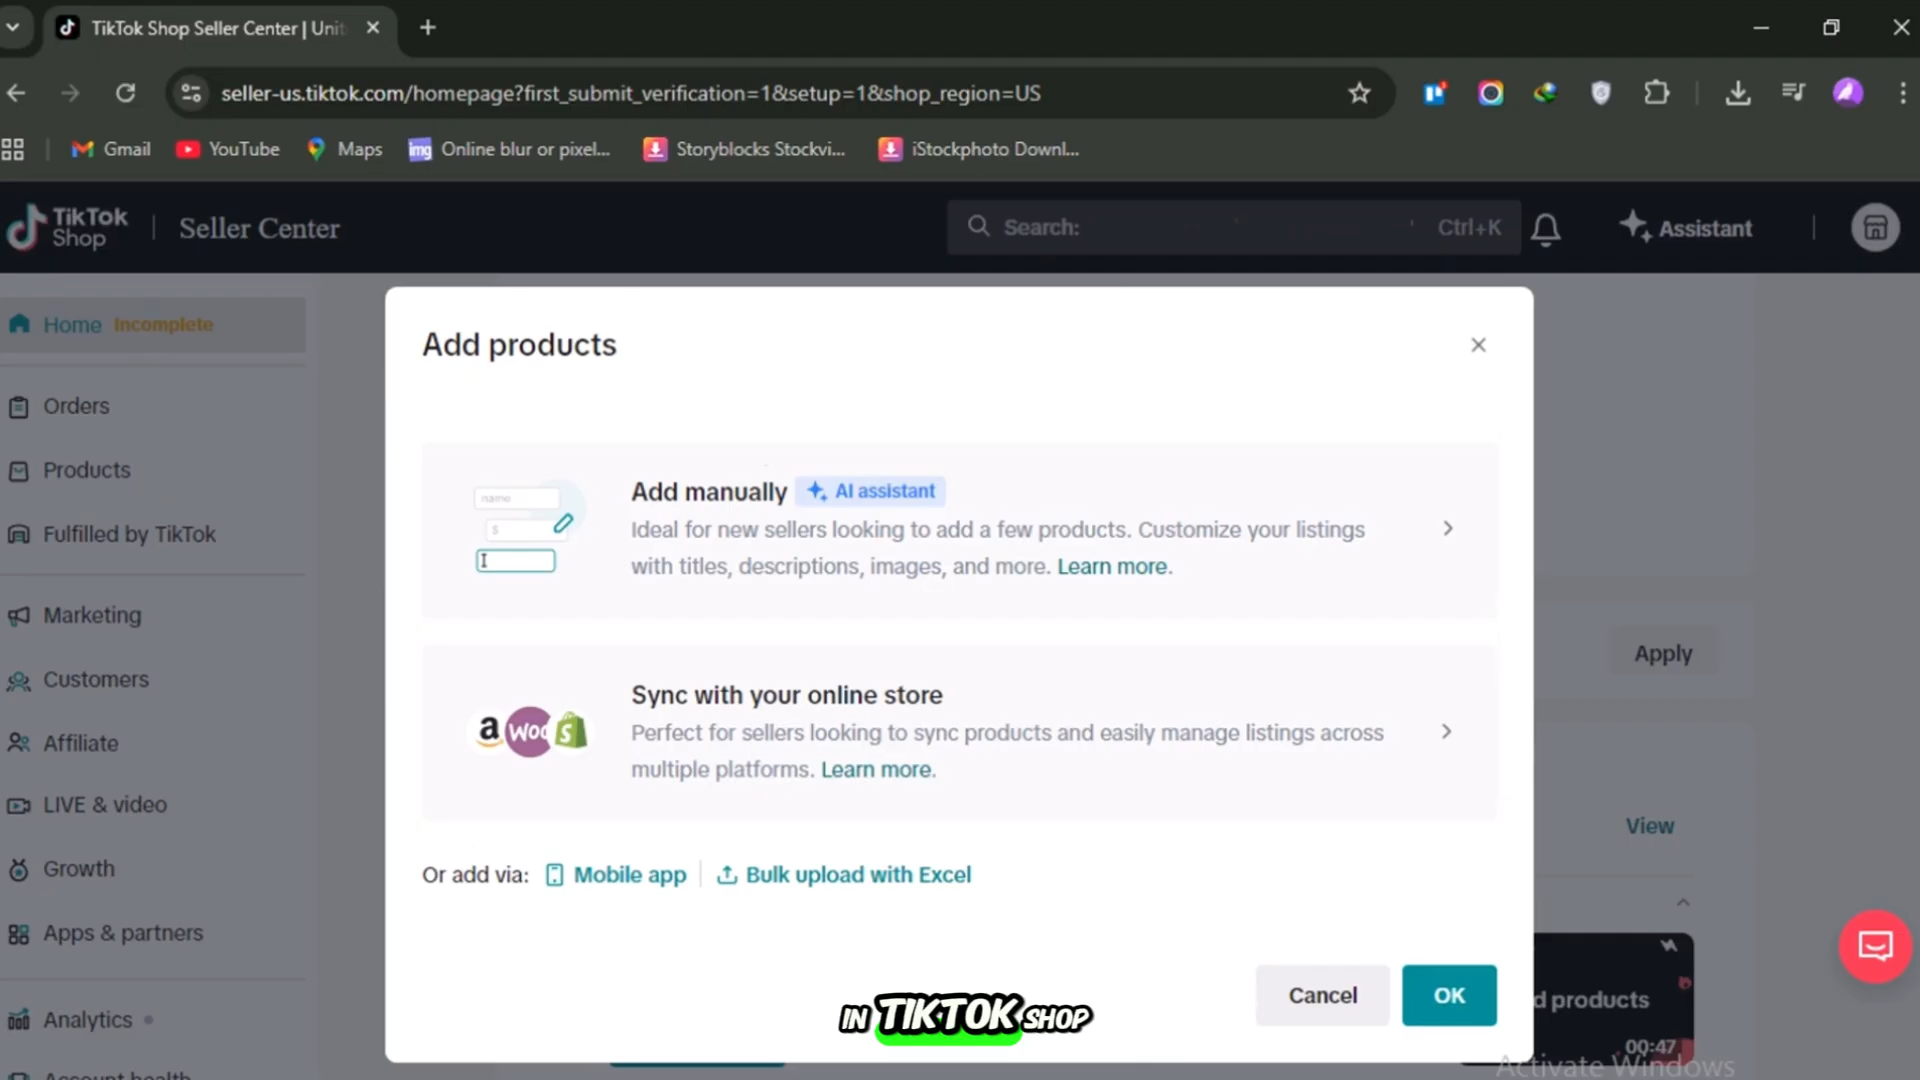 TikTok Shop Seller Center | Unit
seller-us.tiktok.com/homepage?first_submit_verification=1&setup=1&shop_region=US
Gmail
YouTube
Maps
img
Online blur or pixel...
Storyblocks Stockvi...
iStockphoto Downl...
TikTok
Shop
Seller Center
Search:
Ctrl+K
Assistant
Home Incomplete
Orders
Products
Fulfilled by TikTok
Marketing
Customers
Affiliate
LIVE & video
Growth
Apps & partners
Analytics
Account health
Add products
name
$
Add manually AI assistant
Ideal for new sellers looking to add a few products. Customize your listings
with titles, descriptions, images, and more. Learn more.
a Woo S
Sync with your online store
Perfect for sellers looking to sync products and easily manage listings across
multiple platforms. Learn more.
Or add via: Mobile app Bulk upload with Excel
Cancel
OK
Apply
View
d products
00:47
IN TIKTOK SHOP
Activate Windows